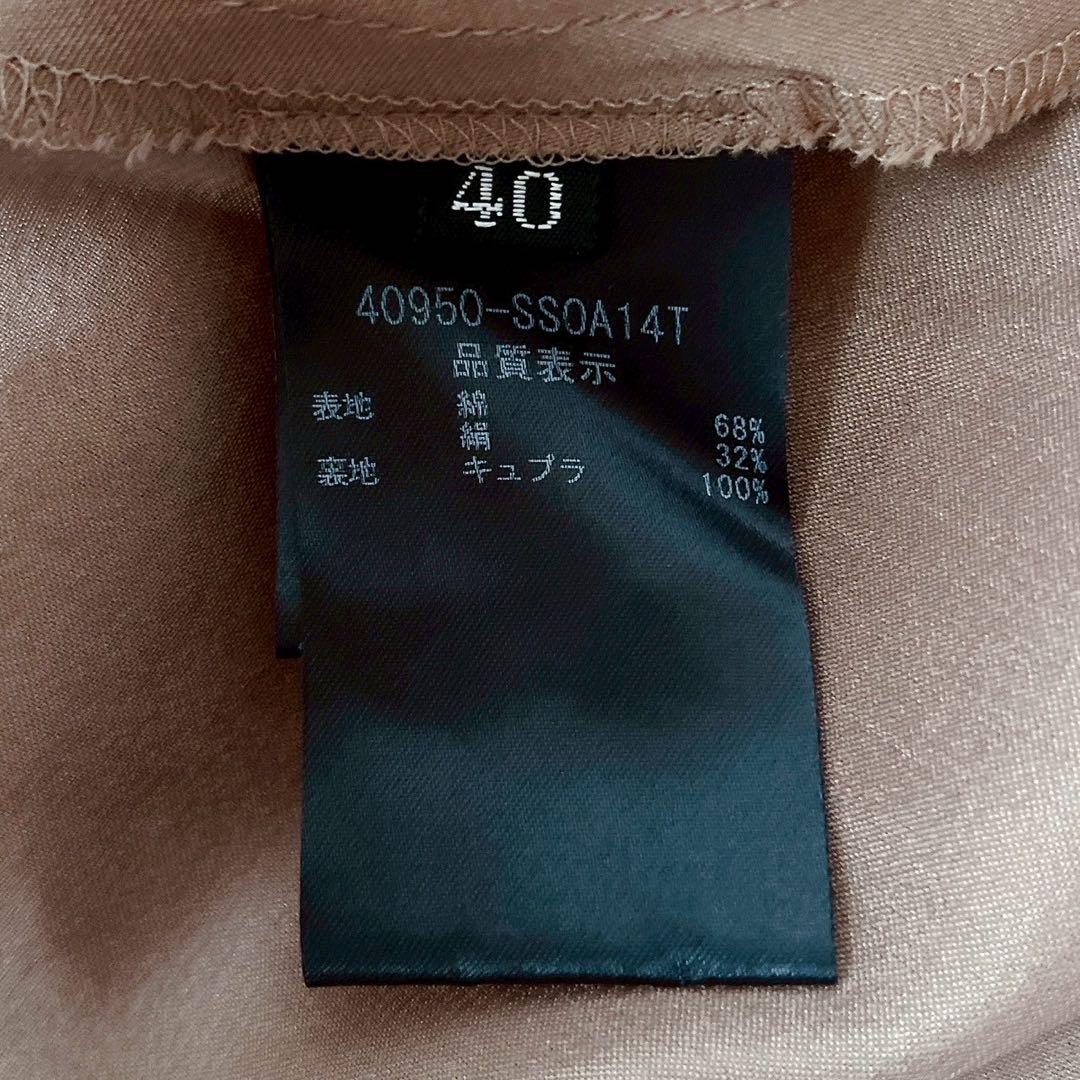 40
40950-SS0A14T
品質表示
表地 綿 68%
絹 32%
裏地 キュプラ 100%